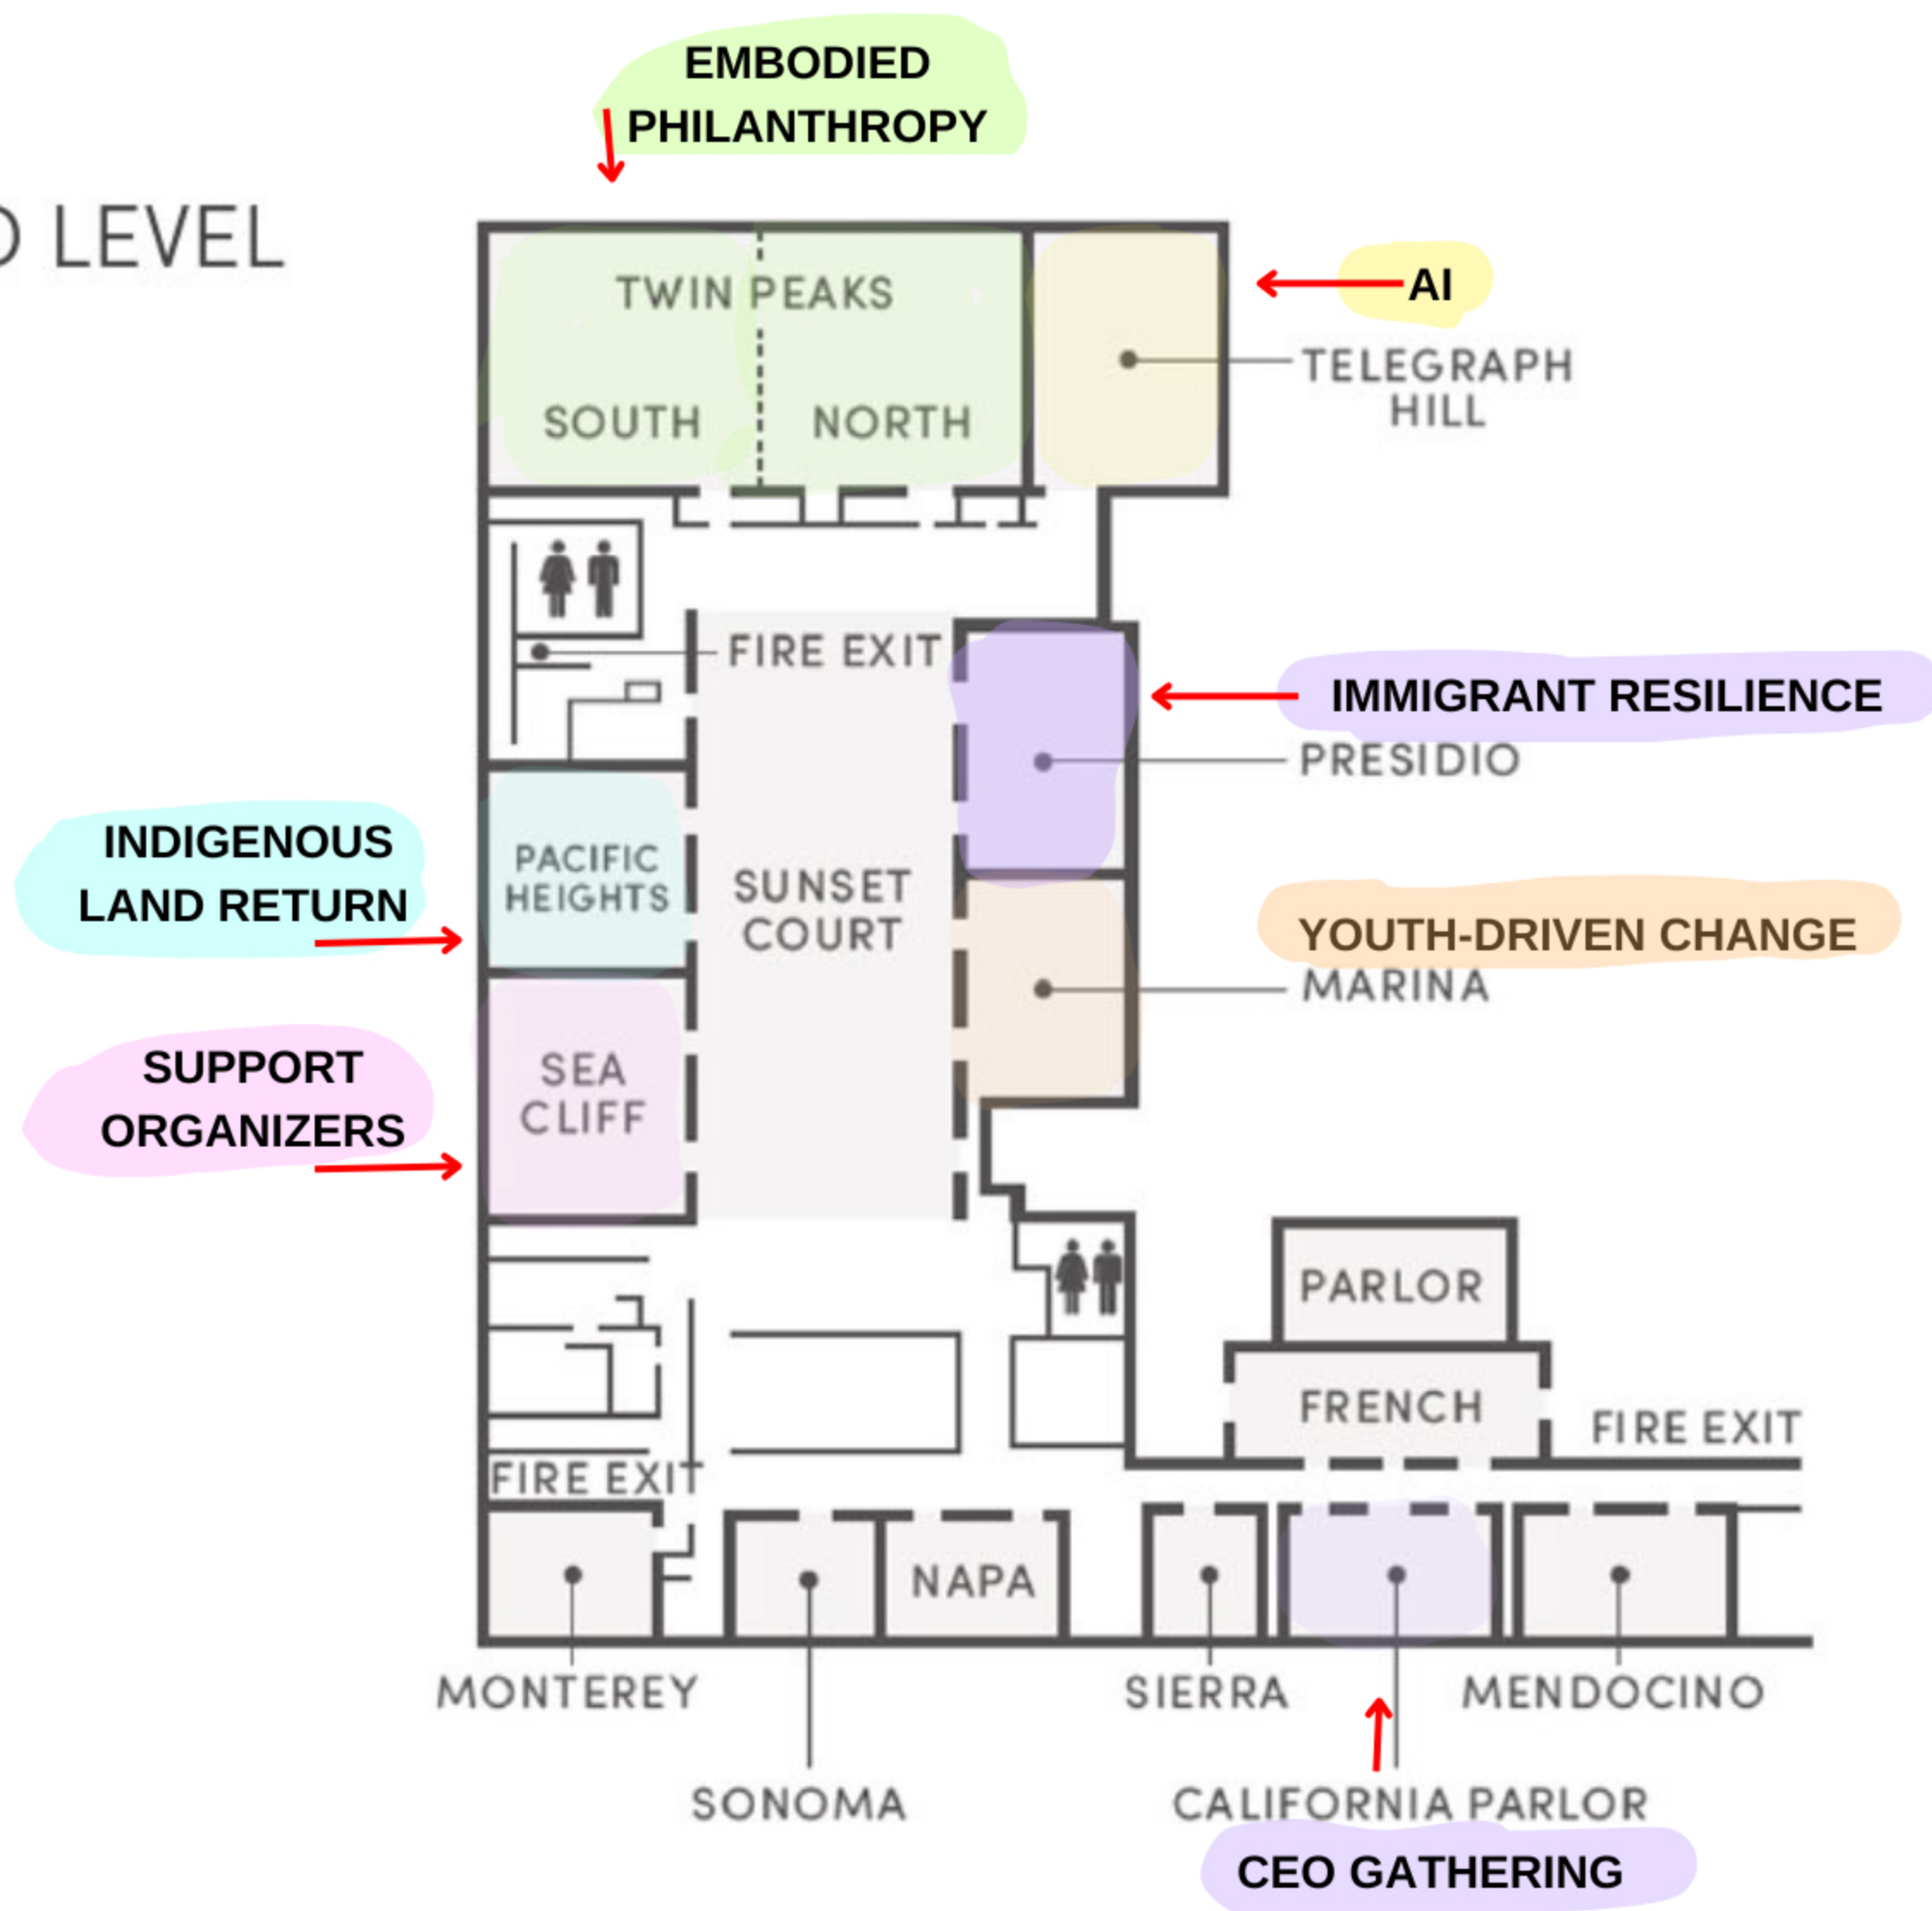 EMBODIED
PHILANTHROPY
LEVEL
TWIN PEAKS
SOUTH
NORTH
AI
TELEGRAPH
HILL
FIRE EXIT
IMMIGRANT RESILIENCE
PRESIDIO
INDIGENOUS
LAND RETURN
PACIFIC
HEIGHTS
SUNSET
COURT
YOUTH-DRIVEN CHANGE
MARINA
SUPPORT
ORGANIZERS
SEA
CLIFF
PARLOR
FRENCH
FIRE EXIT
FIRE EXIT
NAPA
MONTEREY
SIERRA
MENDOCINO
SONOMA
CALIFORNIA PARLOR
CEO GATHERING